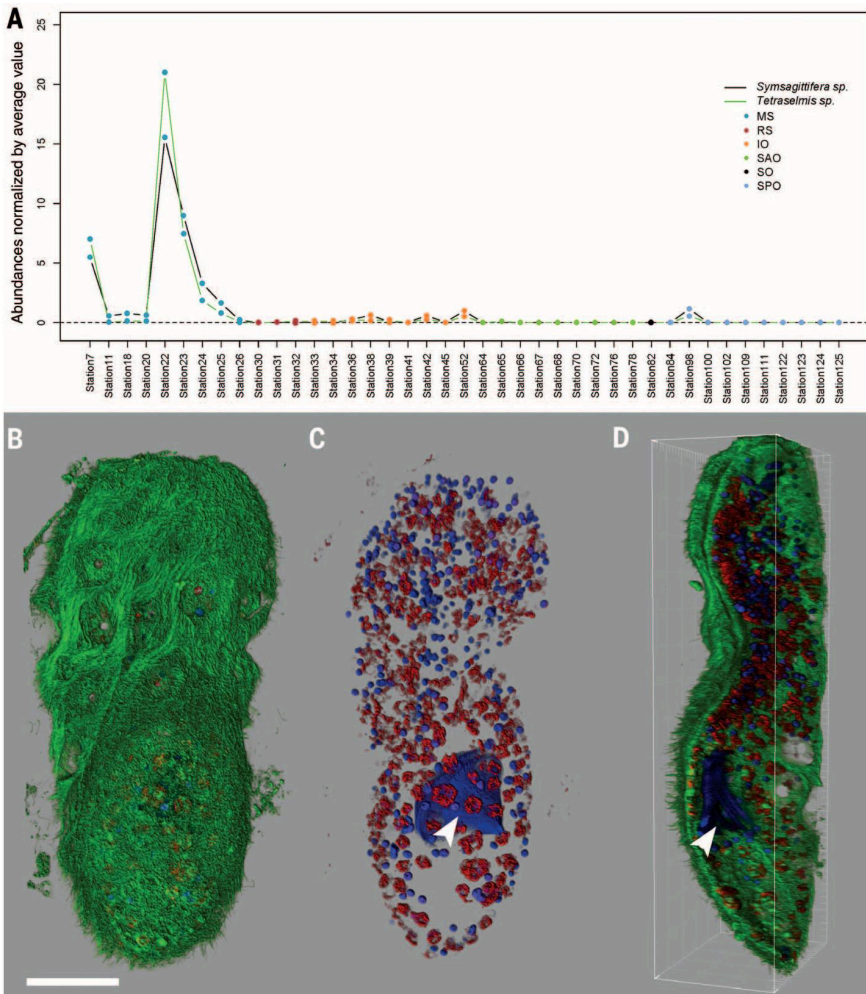 A
Abundances normalized by average value
25
20
15
10
5
0
Symsagittifera sp.
Tetraselmis sp.
MS
RS
IO
SAO
SO
SPO
Station7
Station11
Station18
Station20
Station22
Station23
Station24
Station25
Station26
Station30
Station31
Station32
Station33
Station34
Station36
Station38
Station39
Station41
Station42
Station45
Station52
Station64
Station65
Station66
Station67
Station68
Station70
Station72
Station76
Station78
Station82
Station84
Station98
Station100
Station102
Station109
Station111
Station122
Station123
Station124
Station125
B
C
D